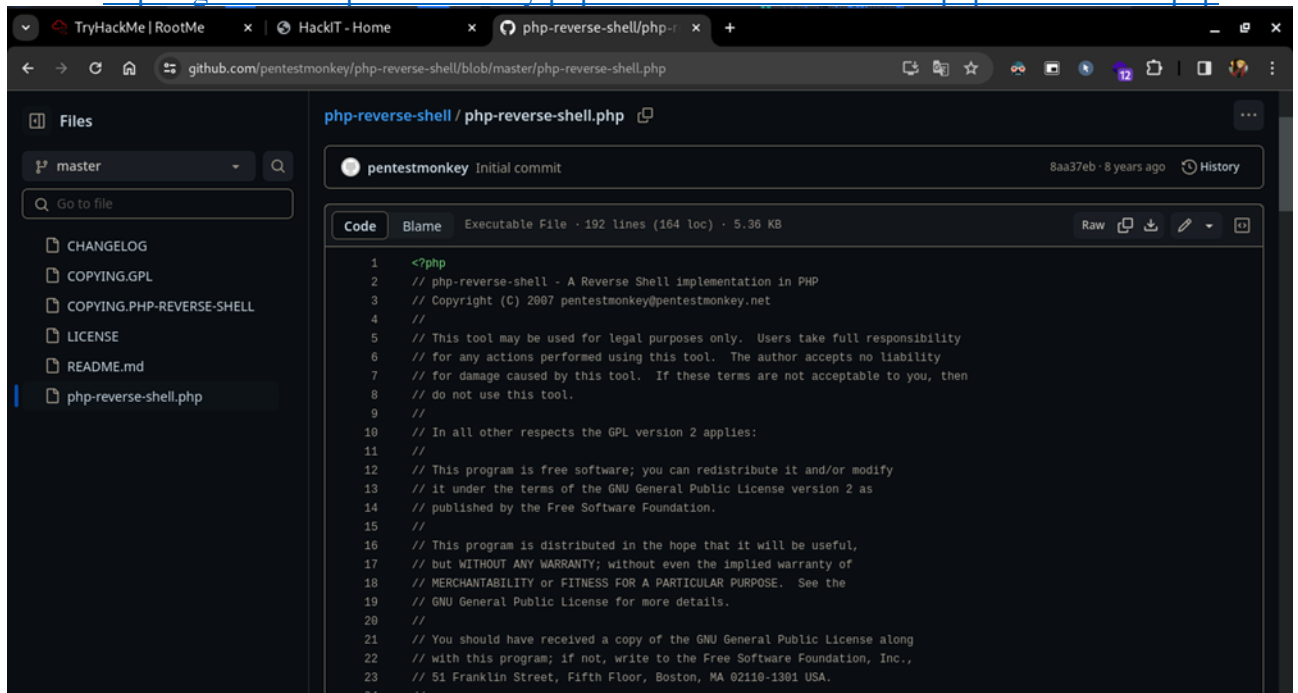 TryHackMe | RootMe
HackIT - Home
php-reverse-shell/php-r
github.com/pentestmonkey/php-reverse-shell/blob/master/php-reverse-shell.php
12
Files
php-reverse-shell / php-reverse-shell.php
master
pentestmonkey Initial commit
8aa37eb · 8 years ago
History
Go to file
Code
Blame
Executable File · 192 lines (164 loc) · 5.36 KB
Raw
CHANGELOG
COPYING.GPL
COPYING.PHP-REVERSE-SHELL
LICENSE
README.md
php-reverse-shell.php
1 <?php
2 // php-reverse-shell - A Reverse Shell implementation in PHP
3 // Copyright (C) 2007 pentestmonkey@pentestmonkey.net
4 //
5 // This tool may be used for legal purposes only.  Users take full responsibility
6 // for any actions performed using this tool.  The author accepts no liability
7 // for damage caused by this tool.  If these terms are not acceptable to you, then
8 // do not use this tool.
9 //
10 // In all other respects the GPL version 2 applies:
11 //
12 // This program is free software; you can redistribute it and/or modify
13 // it under the terms of the GNU General Public License version 2 as
14 // published by the Free Software Foundation.
15 //
16 // This program is distributed in the hope that it will be useful,
17 // but WITHOUT ANY WARRANTY; without even the implied warranty of
18 // MERCHANTABILITY or FITNESS FOR A PARTICULAR PURPOSE.  See the
19 // GNU General Public License for more details.
20 //
21 // You should have received a copy of the GNU General Public License along
22 // with this program; if not, write to the Free Software Foundation, Inc.,
23 // 51 Franklin Street, Fifth Floor, Boston, MA 02110-1301 USA.